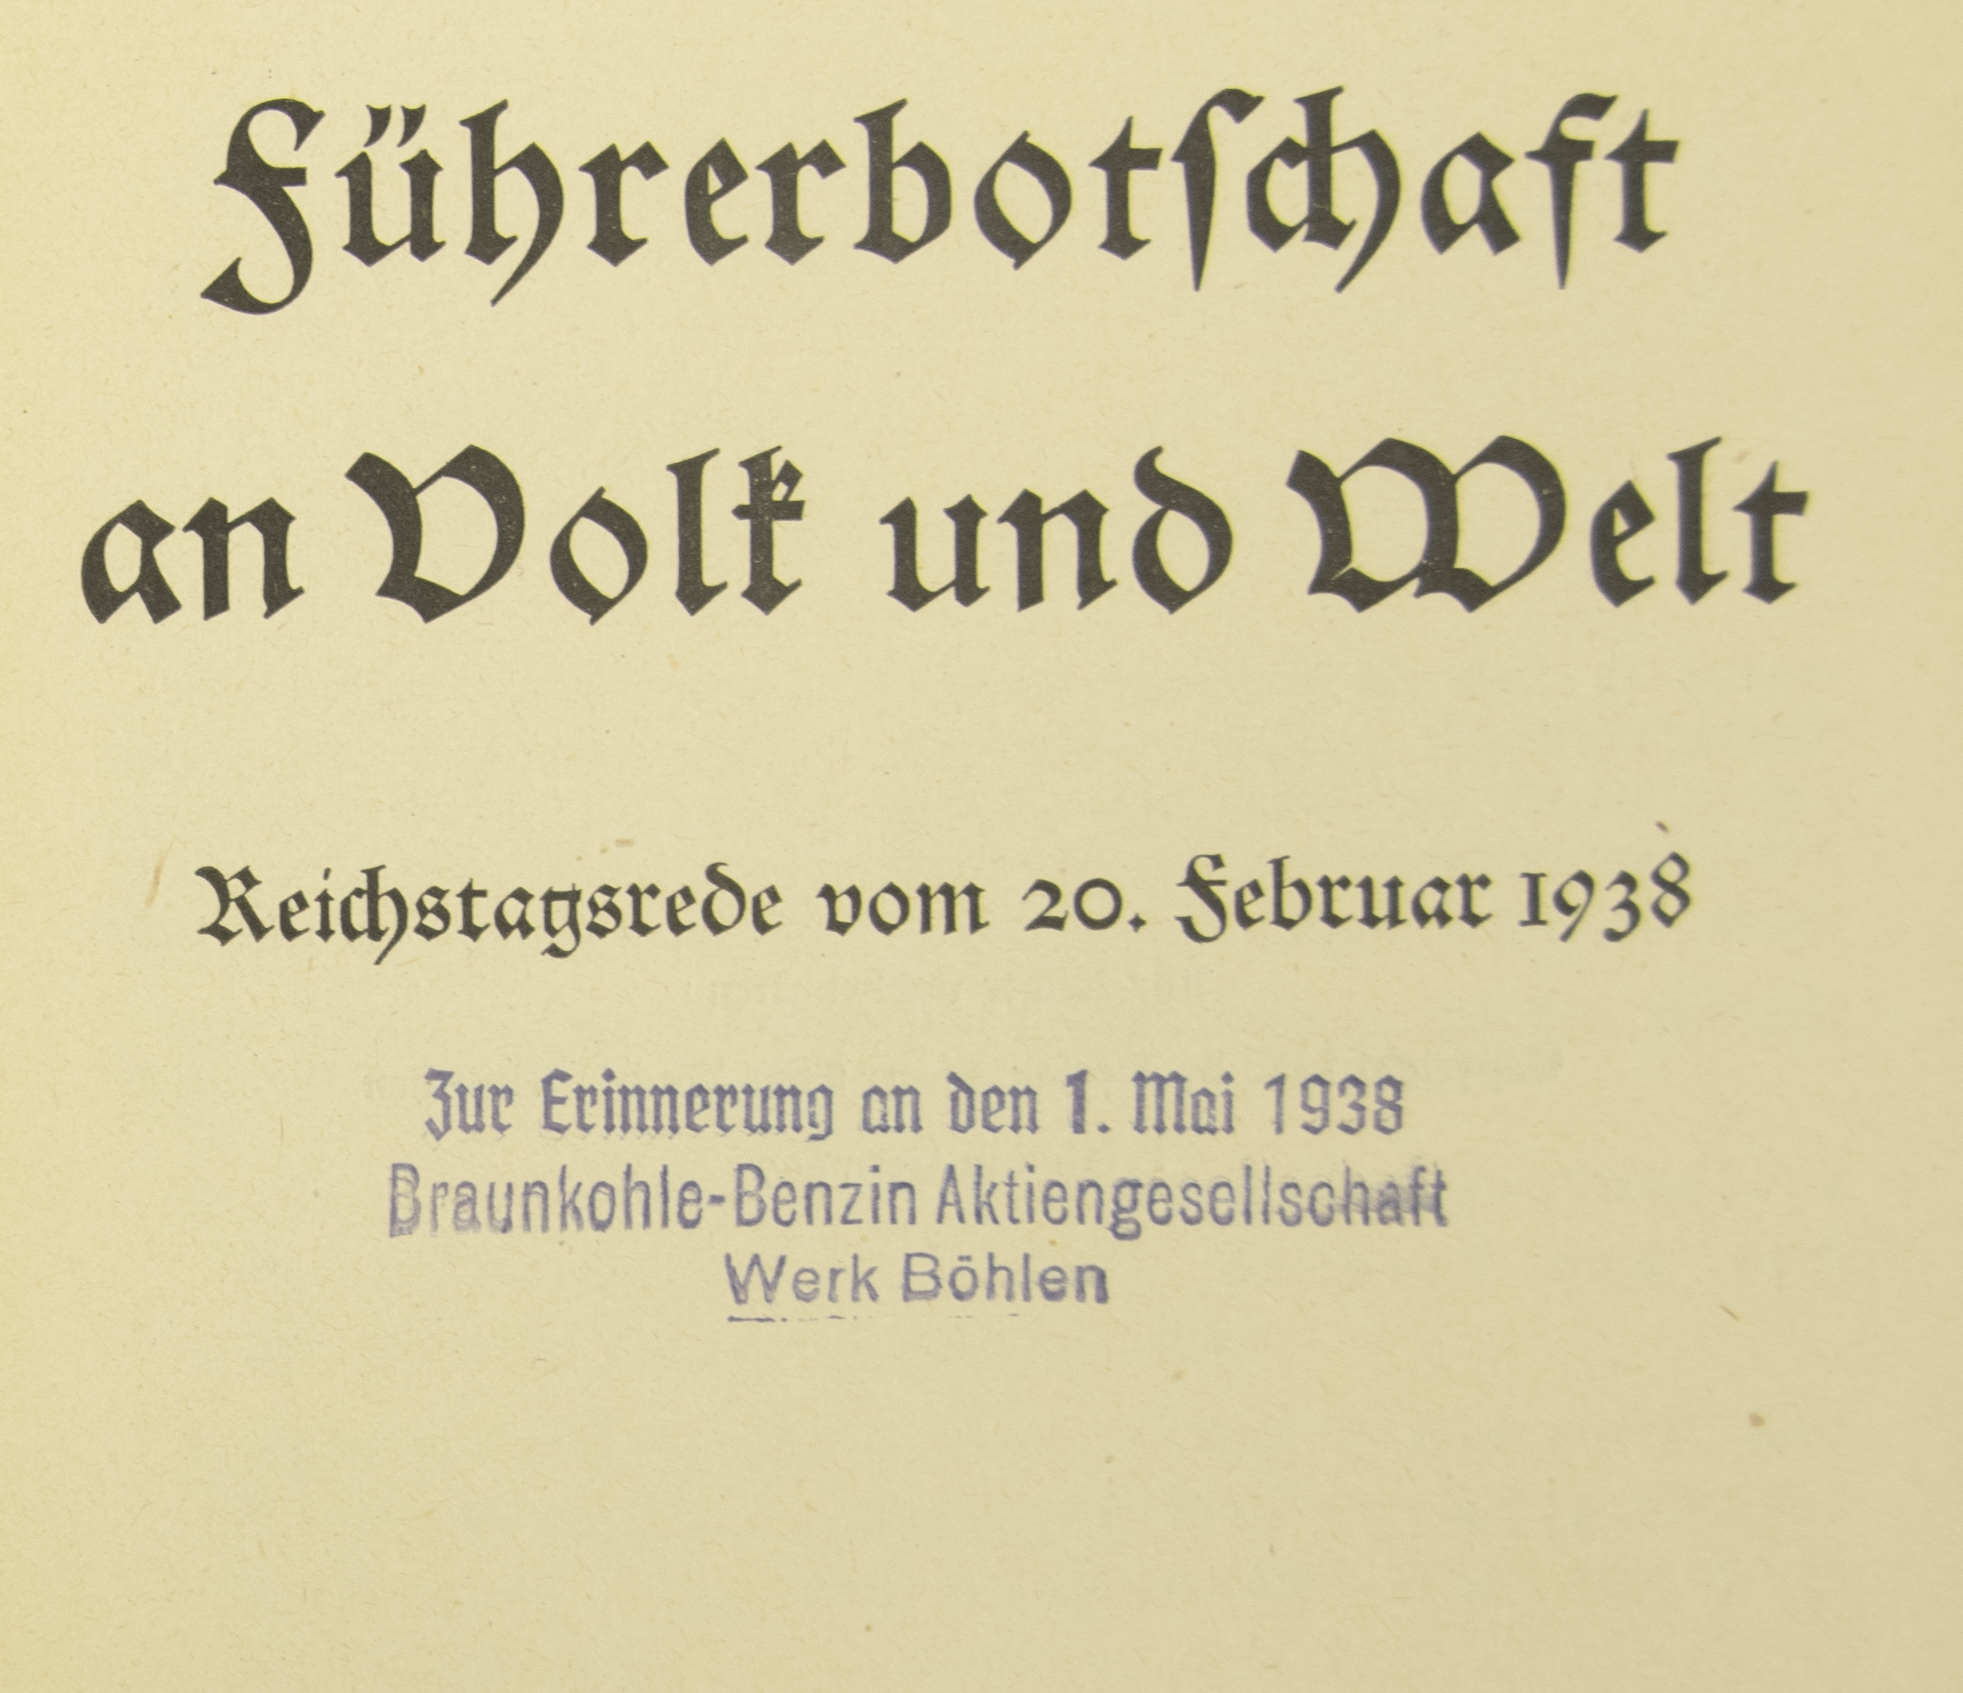 Führerbotſchaft
an Volk und Welt
Reichstagsrede vom 20. Februar 1938
Zur Erinnerung an den 1. Mai 1938
Braunkohle-Benzin Aktiengesellschaft
Werk Böhlen